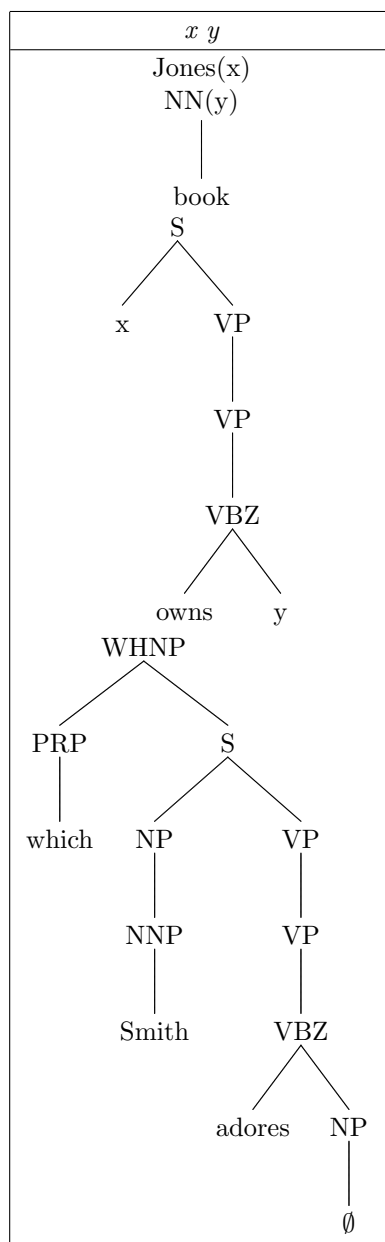 x y
Jones(x)
NN(y)
book
S
x VP
VP
VBZ
owns y
WHNP
PRP S
which NP VP
NNP VP
Smith VBZ
adores NP
∅